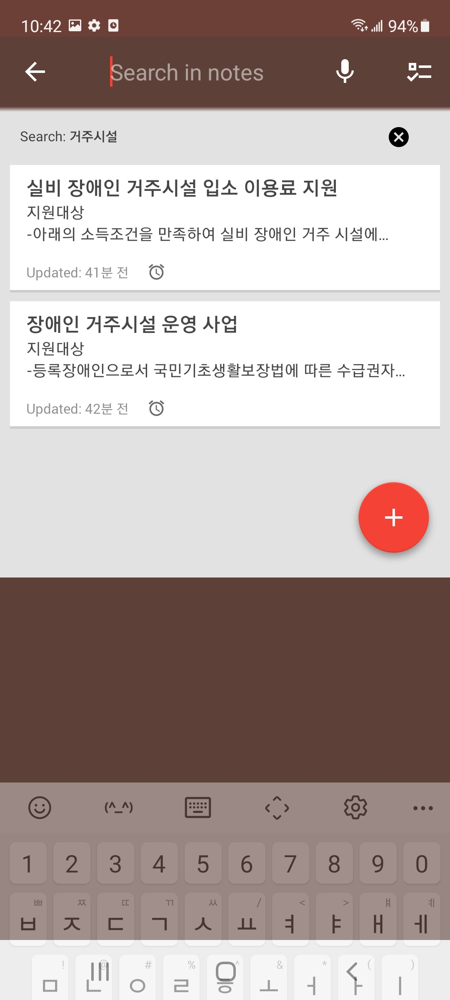 10:42 94%
Search in notes
Search: 거주시설
실비 장애인 거주시설 입소 이용료 지원
지원대상
-아래의 소득조건을 만족하여 실비 장애인 거주 시설에...
Updated: 41분 전
장애인 거주시설 운영 사업
지원대상
-등록장애인으로서 국민기초생활보장법에 따른 수급권자...
Updated: 42분 전
(^_^)
1 2 3 4 5 6 7 8 9 0
ㅃ ㅉ ㄸ ㄲ ㅆ / < > ㅒ ㅖ
ㅂ ㅈ ㄷ ㄱ ㅅ ㅛ ㅕ ㅑ ㅐ ㅔ
! @ # % ^ & * ( )
ㅁ ㄴ ㅇ ㄹ ㅎ ㅗ ㅓ ㅏ ㅣ